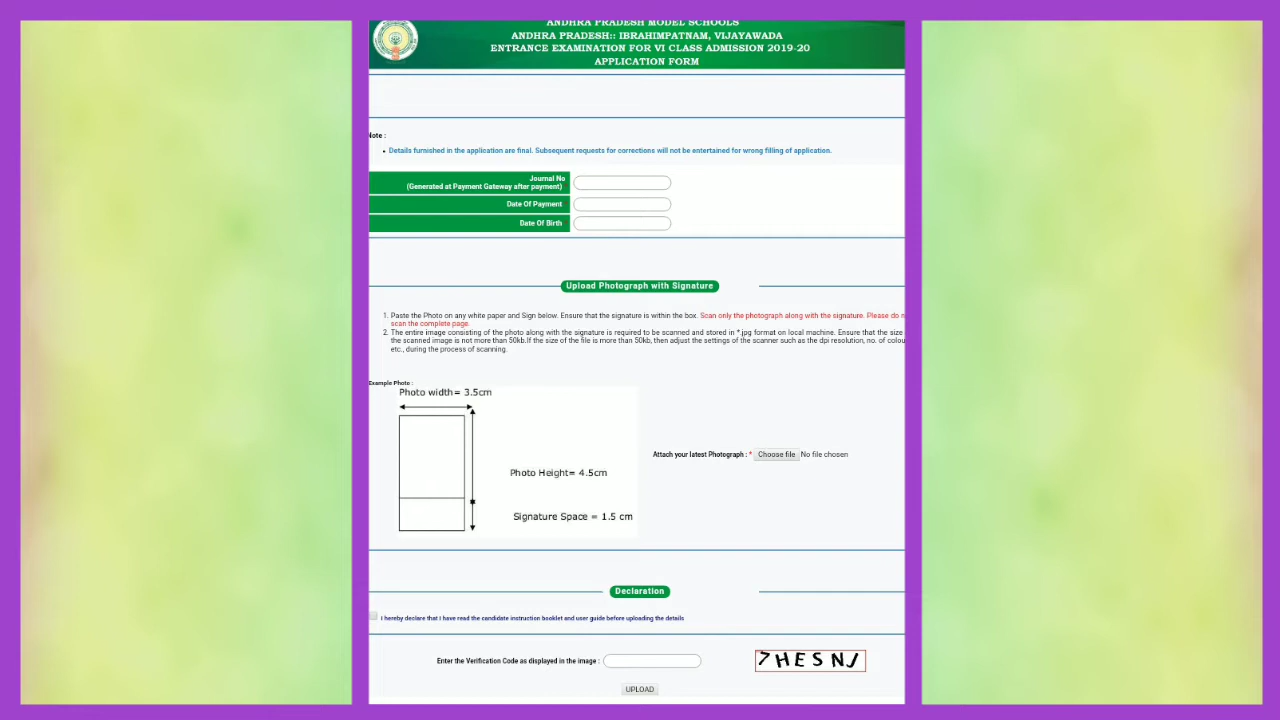 ANDHRA PRADESH MODEL SCHOOLS
ANDHRA PRADESH:: IBRAHIMPATNAM, VIJAYAWADA
ENTRANCE EXAMINATION FOR VI CLASS ADMISSION 2019-20
APPLICATION FORM
Note :
• Details furnished in the application are final. Subsequent requests for corrections will not be entertained for wrong filling of application.
Journal No
(Generated at Payment Gateway after payment)
Date Of Payment
Date Of Birth
Upload Photograph with Signature
1. Paste the Photo on any white paper and Sign below. Ensure that the signature is within the box. Scan only the photograph along with the signature. Please do
scan the complete page.
2. The entire image consisting of the photo along with the signature is required to be scanned and stored in *.jpg format on local machine. Ensure that the size
the scanned image is not more than 50kb.If the size of the file is more than 50kb, then adjust the settings of the scanner such as the dpi resolution, no. of colou
etc., during the process of scanning.
Example Photo :
Photo width= 3.5cm
Photo Height= 4.5cm
Attach your latest Photograph : * Choose file No file chosen
Signature Space = 1.5 cm
Declaration
I hereby declare that I have read the candidate instruction booklet and user guide before uploading the details
Enter the Verification Code as displayed in the image :
7HESNJ
UPLOAD